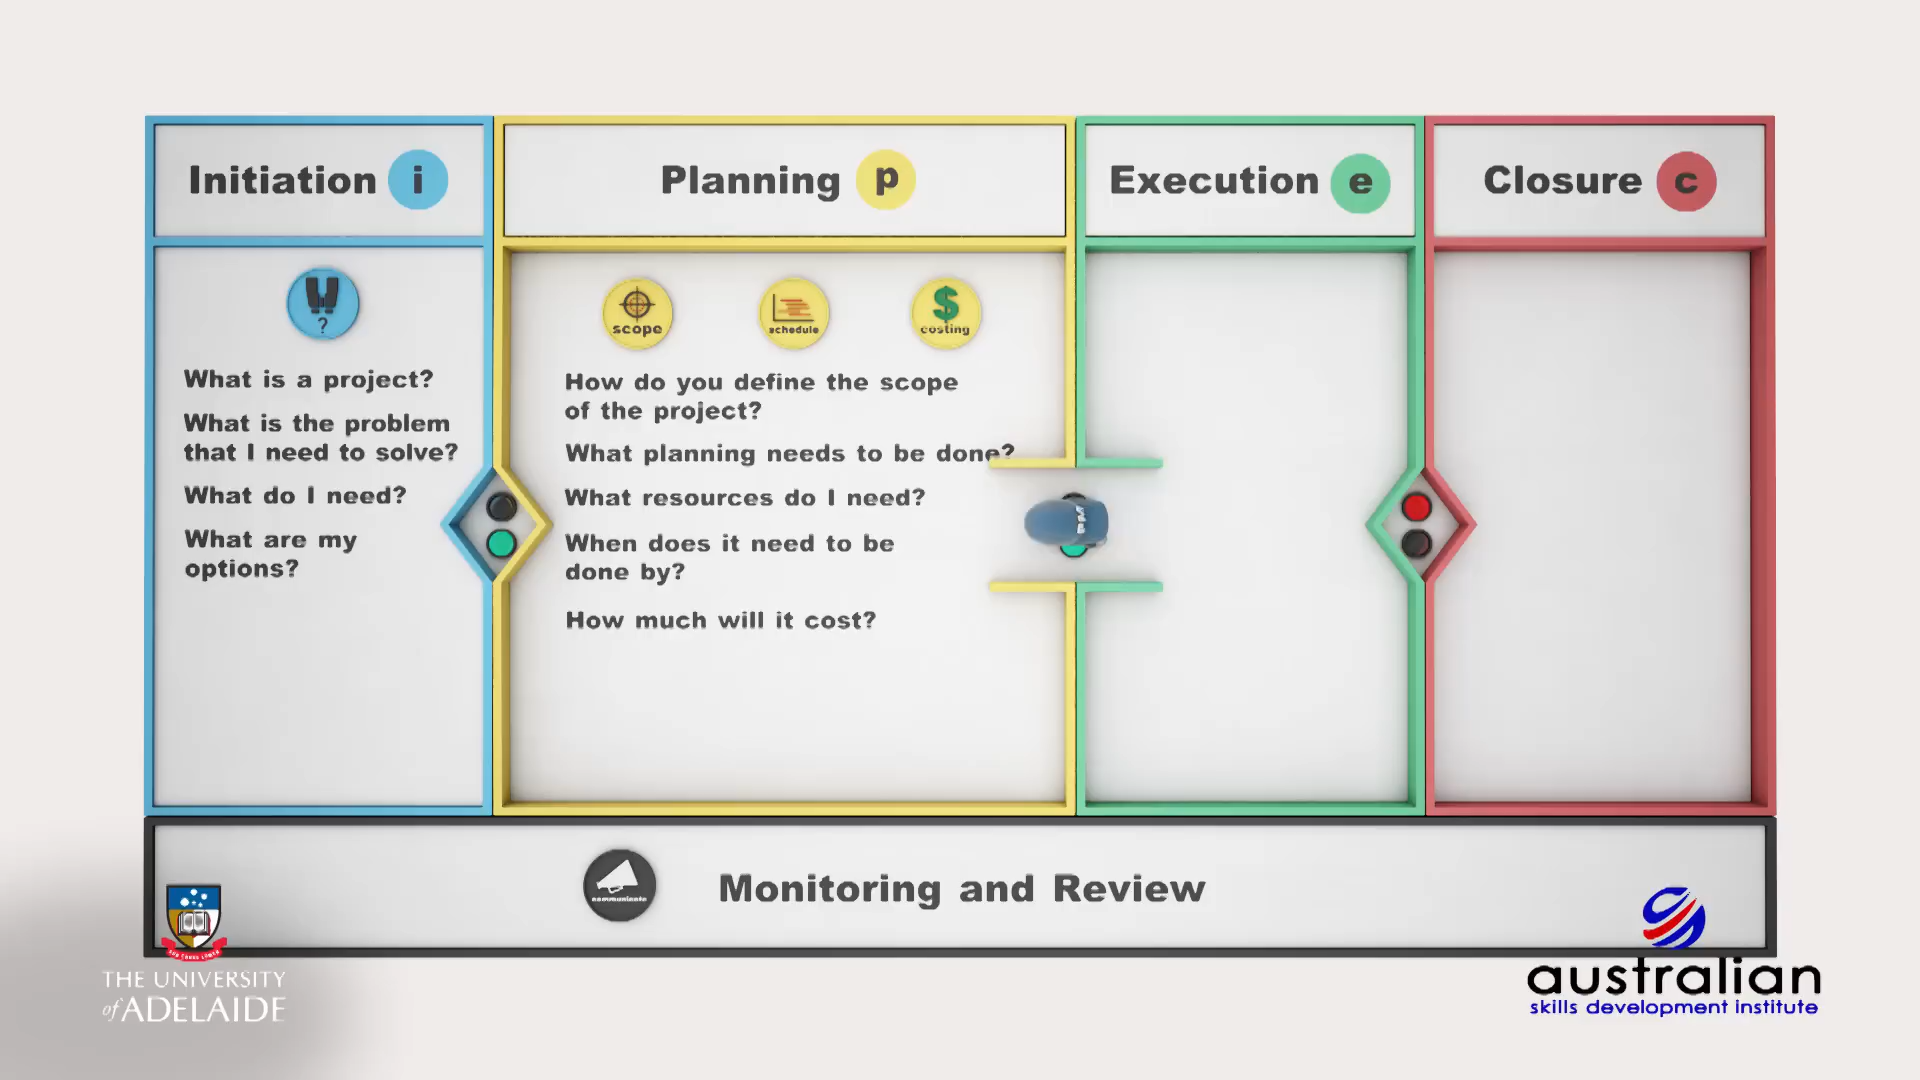 Initiation i
Planning p
Execution e
Closure c
?
What is a project?
What is the problem
that I need to solve?
What do I need?
What are my
options?
scope
schedule
costing
How do you define the scope
of the project?
What planning needs to be done?
What resources do I need?
When does it need to be
done by?
How much will it cost?
communicate
Monitoring and Review
THE UNIVERSITY
of ADELAIDE
australian
skills development institute